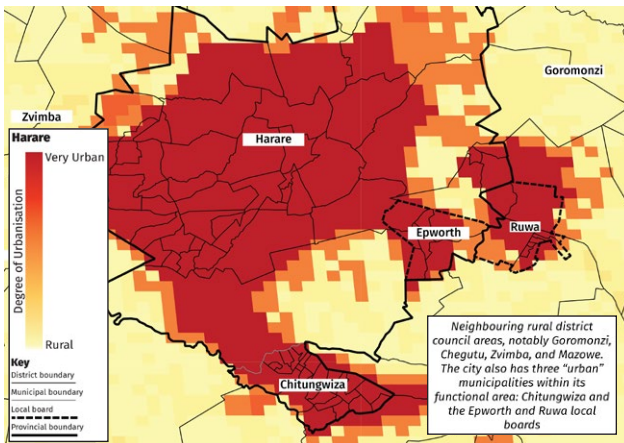 Goromonzi
Zvimba
Harare
Harare
Very Urban
Degree of Urbanisation
Rural
Key
District boundary
Municipal boundary
Local board
Provincial boundary
Epworth
Ruwa
Chitungwiza
Neighbouring rural district
council areas, notably Goromonzi,
Chegutu, Zvimba, and Mazowe.
The city also has three “urban”
municipalities within its
functional area: Chitungwiza and
the Epworth and Ruwa local
boards